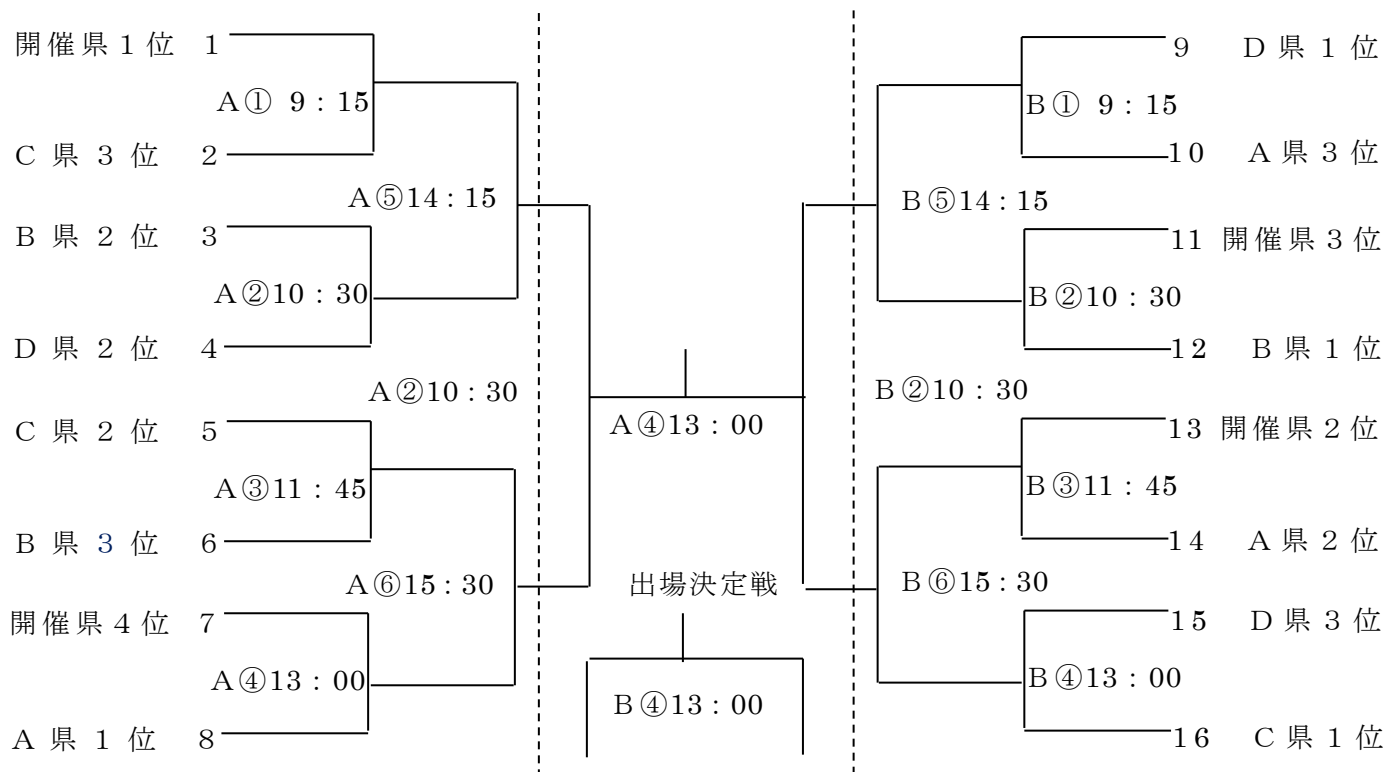 開催県１位 1
A① 9：15
C県３位 2
A⑤14：15
B県２位 3
A②10：30
D県２位 4
A②10：30
C県２位 5
A③11：45
B県３位 6
A⑥15：30
開催県４位 7
A④13：00
A県１位 8
A④13：00
出場決定戦
B④13：00
9 D県１位
B① 9：15
10 A県３位
B⑤14：15
11 開催県３位
B②10：30
12 B県１位
B②10：30
13 開催県２位
B③11：45
14 A県２位
B⑥15：30
15 D県３位
B④13：00
16 C県１位